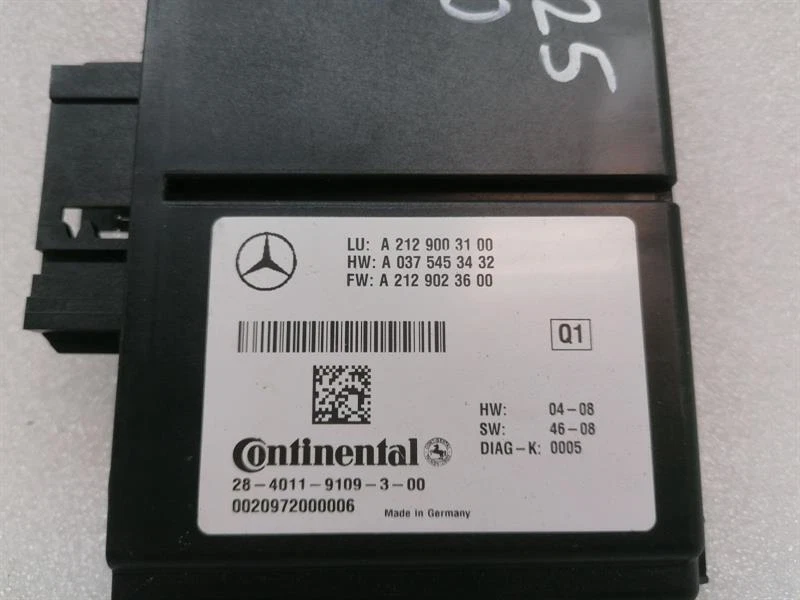 25
LU: A 212 900 31 00
HW: A 037 545 34 32
FW: A 212 902 36 00
Q1
HW: 04-08
SW: 46-08
DIAG-K: 0005
Continental
28-4011-9109-3-00
0020972000006
Made in Germany